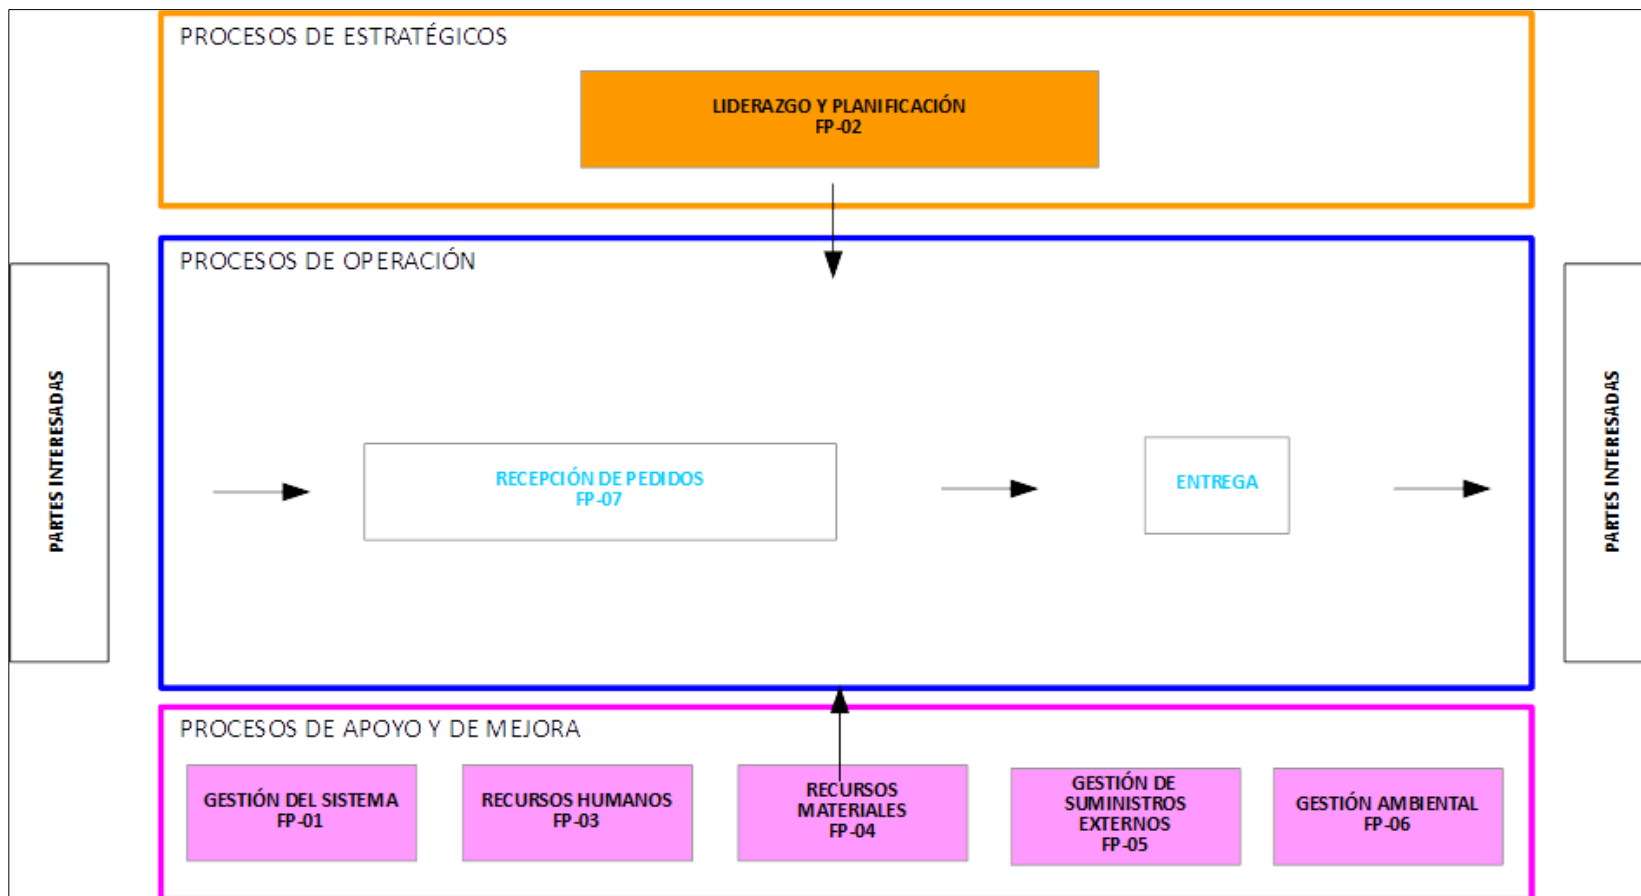 PROCESOS DE ESTRATÉGICOS
LIDERAZGO Y PLANIFICACIÓN
FP-02
PROCESOS DE OPERACIÓN
PARTES INTERESADAS
RECEPCIÓN DE PEDIDOS
FP-07
ENTREGA
PARTES INTERESADAS
PROCESOS DE APOYO Y DE MEJORA
GESTIÓN DEL SISTEMA
FP-01
RECURSOS HUMANOS
FP-03
RECURSOS
MATERIALES
FP-04
GESTIÓN DE
SUMINISTROS
EXTERNOS
FP-05
GESTIÓN AMBIENTAL
FP-06